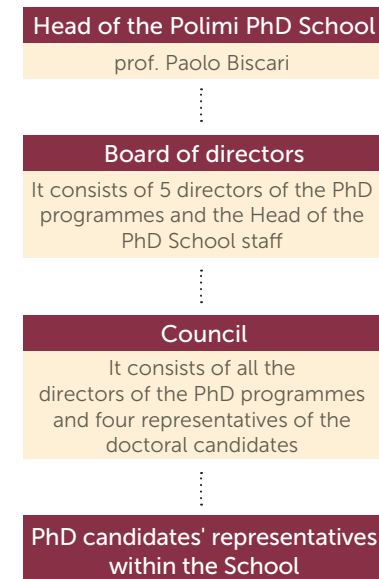 Head of the Polimi PhD School
prof. Paolo Biscari
Board of directors
It consists of 5 directors of the PhD
programmes and the Head of the
PhD School staff
Council
It consists of all the
directors of the PhD programmes
and four representatives of the
doctoral candidates
PhD candidates' representatives
within the School